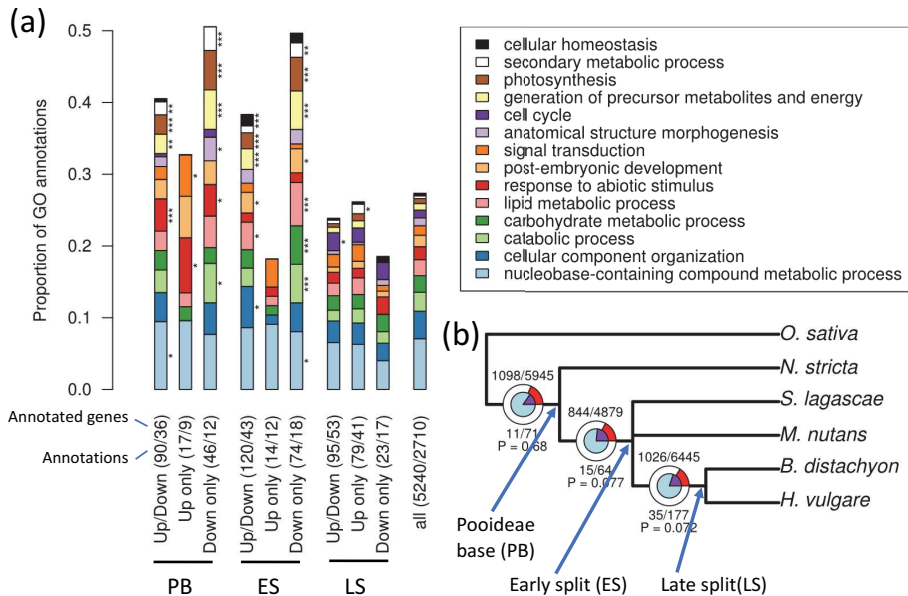 (a)
Proportion of GO annotations
0.5
0.4
0.3
0.2
0.1
0.0
** *** **
*** *
*
*
*** *** *** * * *
**** **** *** * * *
*** *** *** * *** *** *
*
*
cellular homeostasis
secondary metabolic process
photosynthesis
generation of precursor metabolites and energy
cell cycle
anatomical structure morphogenesis
signal transduction
post-embryonic development
response to abiotic stimulus
lipid metabolic process
carbohydrate metabolic process
catabolic process
cellular component organization
nucleobase-containing compound metabolic process
Annotated genes
Annotations
Up/Down (90/36)
Up only (17/9)
Down only (46/12)
Up/Down (120/43)
Up only (14/12)
Down only (74/18)
Up/Down (95/53)
Up only (79/41)
Down only (23/17)
all (5240/2710)
PB
ES
LS
(b)
O. sativa
N. stricta
S. lagascae
M. nutans
B. distachyon
H. vulgare
1098/5945
11/71
P = 0.68
844/4879
15/64
P = 0.077
1026/6445
35/177
P = 0.072
Pooideae
base (PB)
Early split (ES)
Late split(LS)